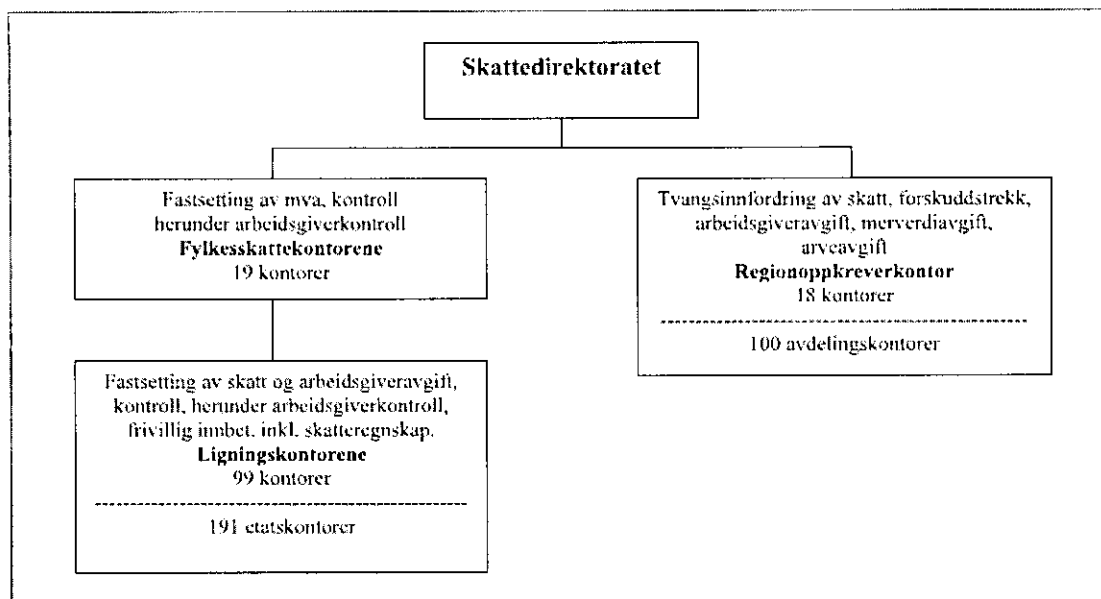 Skattedirektoratet
Fastsetting av mva, kontroll
herunder arbeidsgiverkontroll
Fylkesskattekontorene
19 kontorer
Tvangsinnfordring av skatt, forskuddstrekk,
arbeidsgiveravgift, merverdiavgift,
arveavgift
Regionoppkreverkontor
18 kontorer
100 avdelingskontorer
Fastsetting av skatt og arbeidsgiveravgift,
kontroll, herunder arbeidsgiverkontroll,
frivillig innbet. inkl. skatteregnskap.
Ligningskontorene
99 kontorer
191 etatskontorer